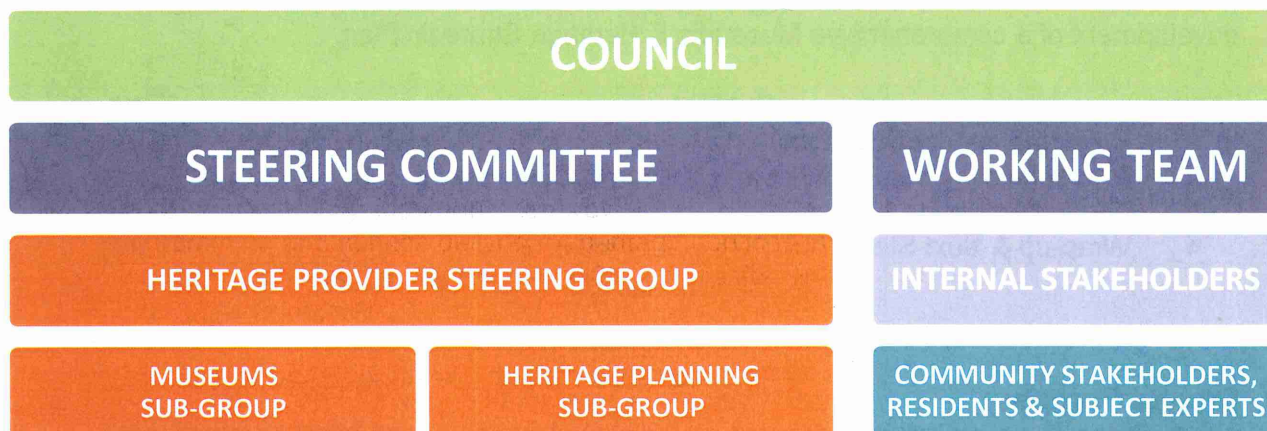 COUNCIL
STEERING COMMITTEE
WORKING TEAM
HERITAGE PROVIDER STEERING GROUP
INTERNAL STAKEHOLDERS
MUSEUMS
SUB-GROUP
HERITAGE PLANNING
SUB-GROUP
COMMUNITY STAKEHOLDERS,
RESIDENTS & SUBJECT EXPERTS